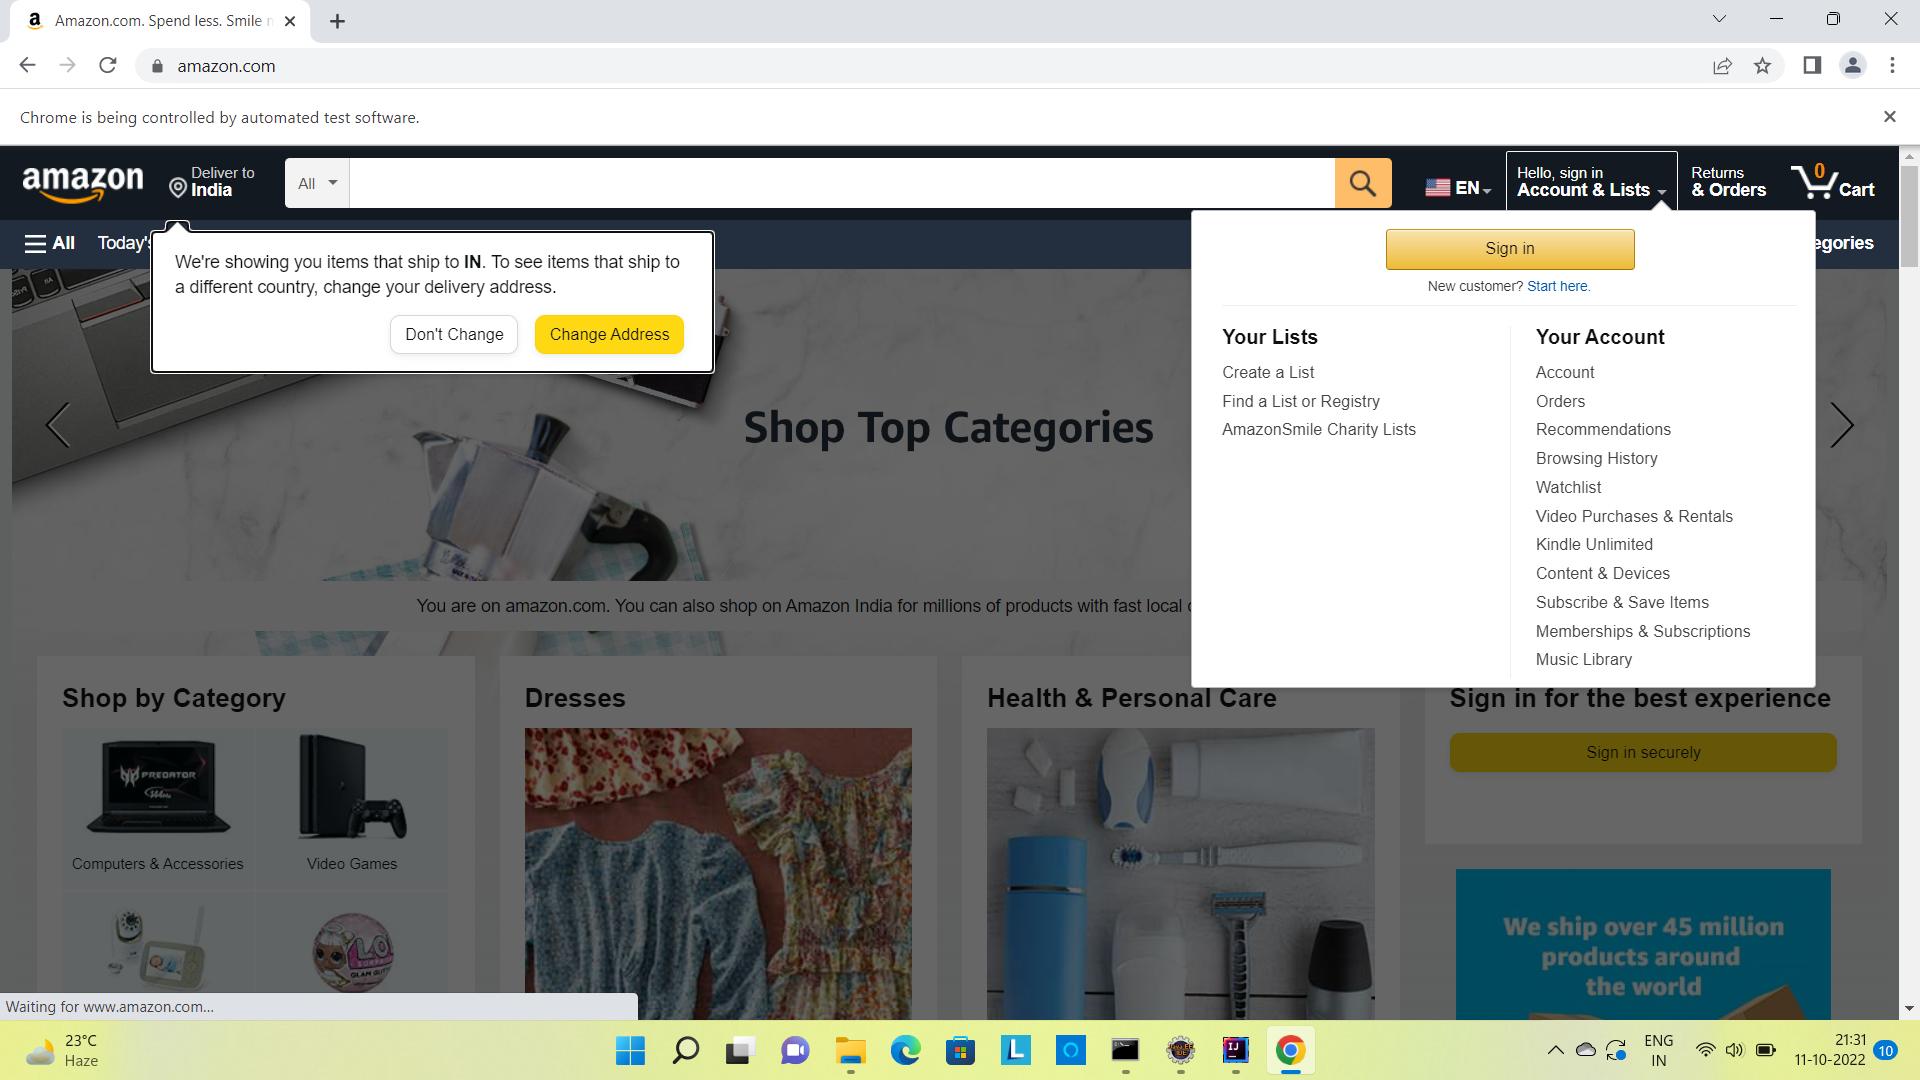 Amazon.com. Spend less. Smile
amazon.com
Chrome is being controlled by automated test software.
amazon
Deliver to
India
All
EN
Hello, sign in
Account & Lists
Returns
& Orders
0
Cart
All
Today's
egories
We're showing you items that ship to IN. To see items that ship to
a different country, change your delivery address.
Don't Change
Change Address
Sign in
New customer? Start here.
Your Lists
Create a List
Find a List or Registry
AmazonSmile Charity Lists
Your Account
Account
Orders
Recommendations
Browsing History
Watchlist
Video Purchases & Rentals
Kindle Unlimited
Content & Devices
Subscribe & Save Items
Memberships & Subscriptions
Music Library
Shop Top Categories
You are on amazon.com. You can also shop on Amazon India for millions of products with fast local
Shop by Category
PREDATOR
Computers & Accessories
Video Games
L.O.L.
SURPRISE
GLAM GLITTER
Dresses
Health & Personal Care
Sign in for the best experience
Sign in securely
We ship over 45 million
products around
the world
Waiting for www.amazon.com...
23°C
Haze
L
IJ
ENG
IN
21:31
11-10-2022
10